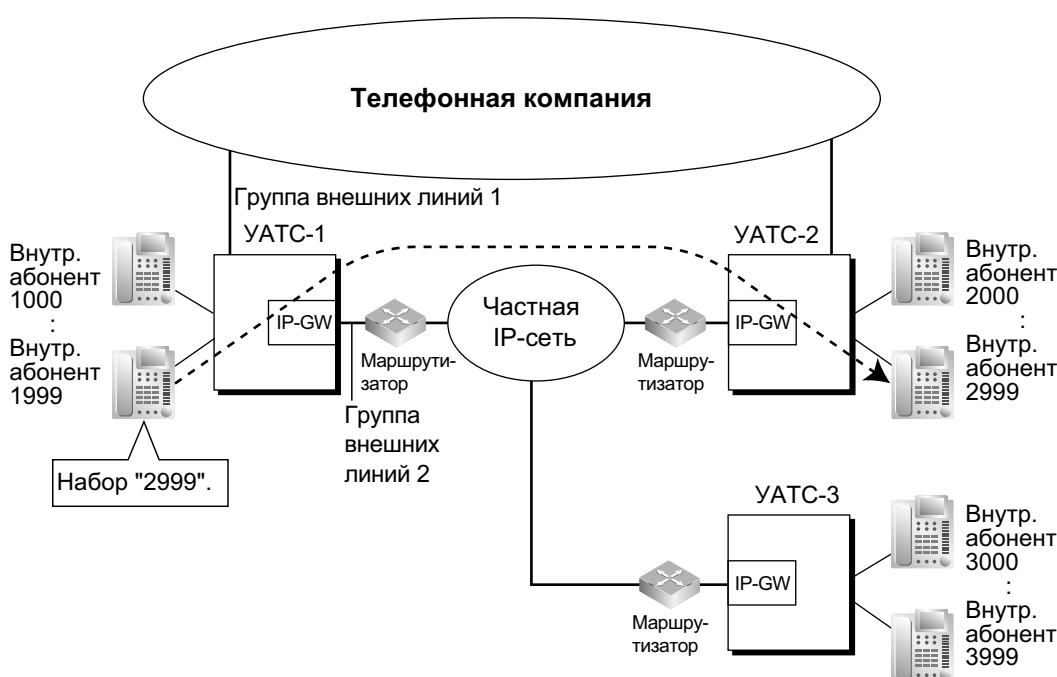 Телефонная компания
Группа внешних линий 1
УАТС-1
УАТС-2
Внутр.
абонент
1000
:
Внутр.
абонент
1999
IP-GW
Маршрути-
затор
Частная
IP-сеть
Маршру-
тизатор
IP-GW
Внутр.
абонент
2000
:
Внутр.
абонент
2999
Группа
внешних
линий 2
Набор "2999".
УАТС-3
IP-GW
Маршру-
тизатор
Внутр.
абонент
3000
:
Внутр.
абонент
3999